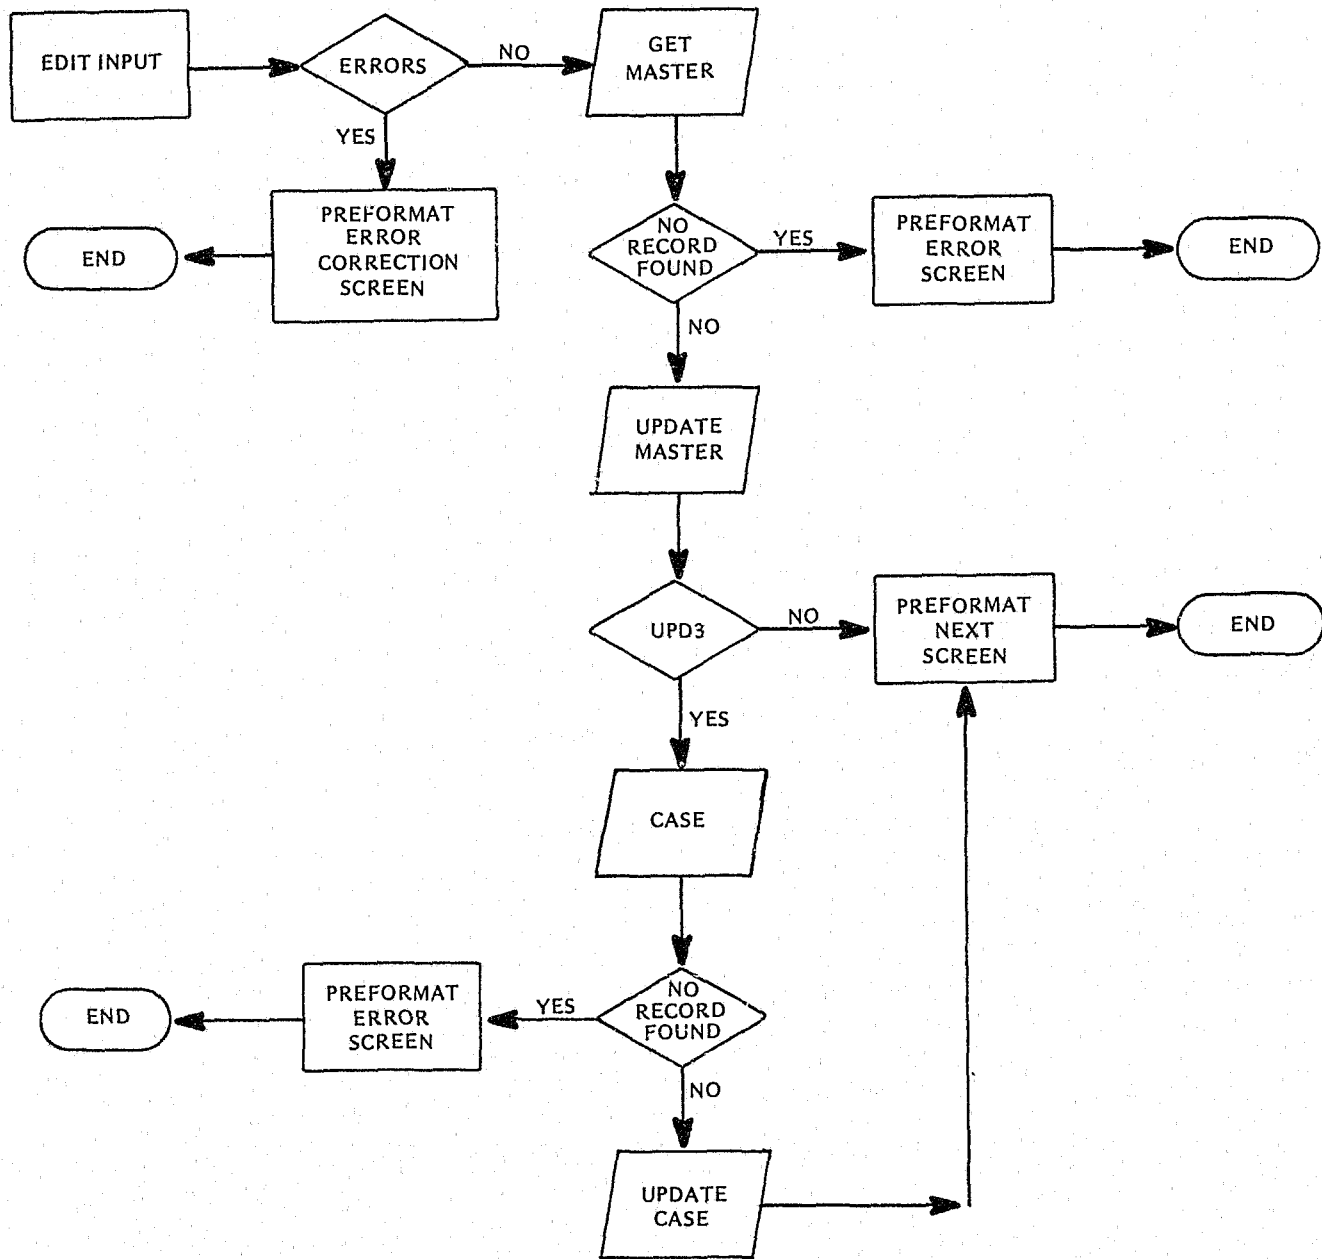 EDIT INPUT
ERRORS
NO
GET
MASTER
YES
PREFORMAT
ERROR
CORRECTION
SCREEN
END
NO
RECORD
FOUND
YES
PREFORMAT
ERROR
SCREEN
END
NO
UPDATE
MASTER
UPD3
NO
PREFORMAT
NEXT
SCREEN
END
YES
CASE
NO
RECORD
FOUND
YES
PREFORMAT
ERROR
SCREEN
END
NO
UPDATE
CASE